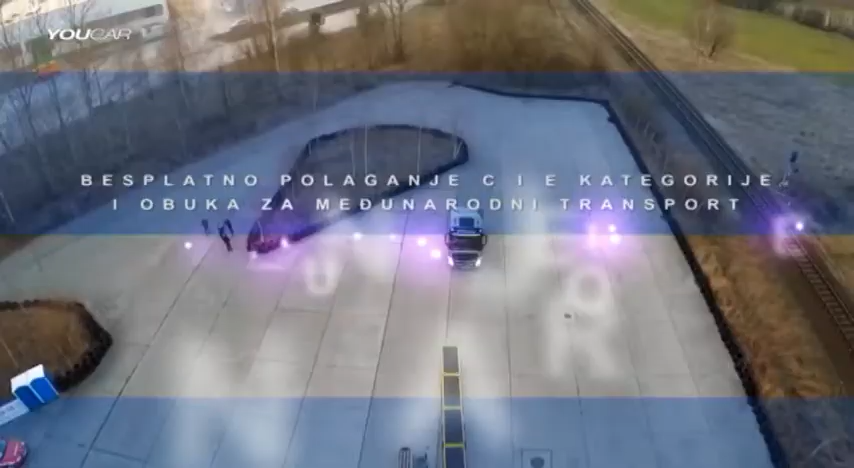 YOUCAR
BESPLATNO POLAGANJE C I E KATEGORIJE
I OBUKA ZA MEĐUNARODNI TRANSPORT